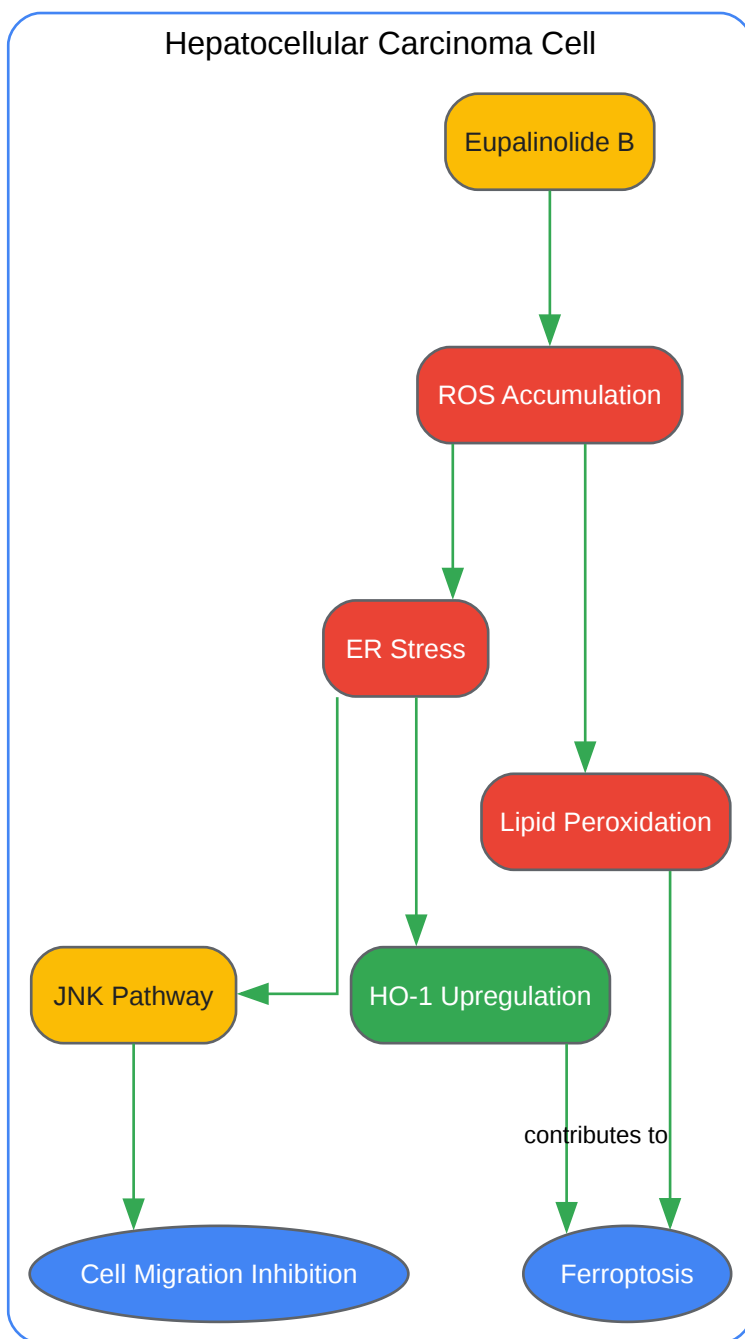 Hepatocellular Carcinoma Cell
Eupalinolide B
ROS Accumulation
ER Stress
Lipid Peroxidation
JNK Pathway
HO-1 Upregulation
contributes to
Cell Migration Inhibition
Ferroptosis